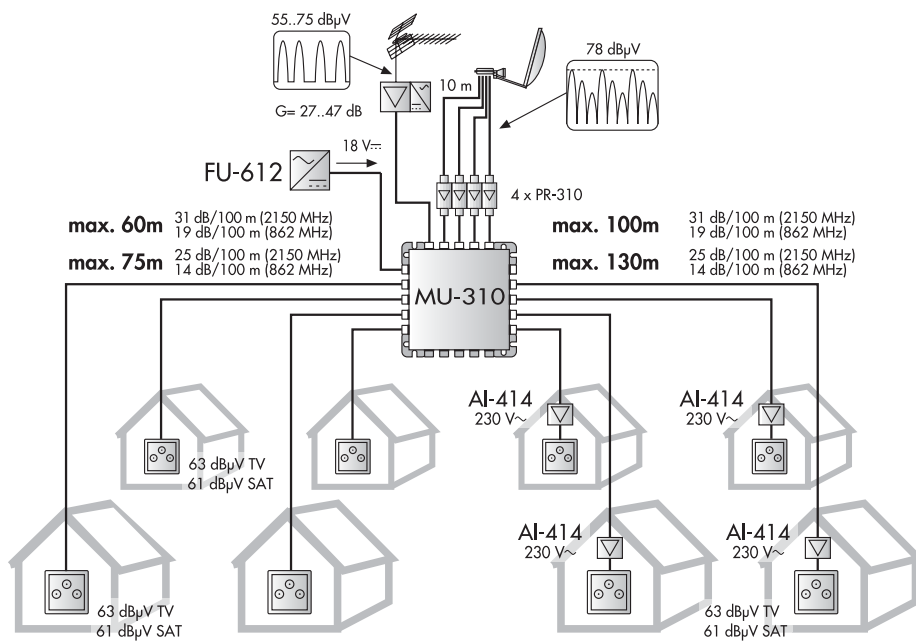 55..75 dBµV
78 dBµV
10 m
G= 27..47 dB
18 V⎓
FU-612
4 x PR-310
max. 60m 31 dB/100 m (2150 MHz)
19 dB/100 m (862 MHz)
max. 75m 25 dB/100 m (2150 MHz)
14 dB/100 m (862 MHz)
max. 100m 31 dB/100 m (2150 MHz)
19 dB/100 m (862 MHz)
max. 130m 25 dB/100 m (2150 MHz)
14 dB/100 m (862 MHz)
MU-310
AI-414
230 V~
AI-414
230 V~
63 dBµV TV
61 dBµV SAT
AI-414
230 V~
AI-414
230 V~
63 dBµV TV
61 dBµV SAT
63 dBµV TV
61 dBµV SAT